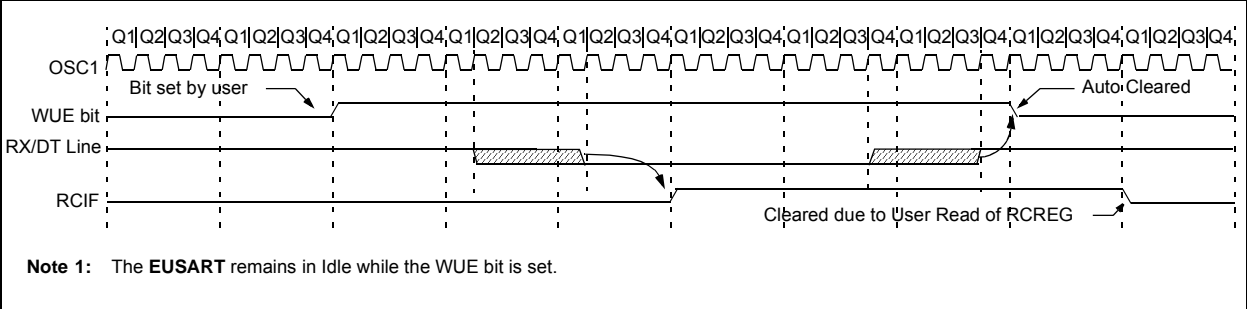 Q1|Q2|Q3|Q4 Q1|Q2|Q3|Q4 Q1|Q2|Q3|Q4 Q1|Q2|Q3|Q4 Q1|Q2|Q3|Q4 Q1|Q2|Q3|Q4 Q1|Q2|Q3|Q4 Q1|Q2|Q3|Q4 Q1|Q2|Q3|Q4 Q1|Q2|Q3|Q4
OSC1
Bit set by user
Auto Cleared
WUE bit
RX/DT Line
RCIF
Cleared due to User Read of RCREG
Note 1: The EUSART remains in Idle while the WUE bit is set.